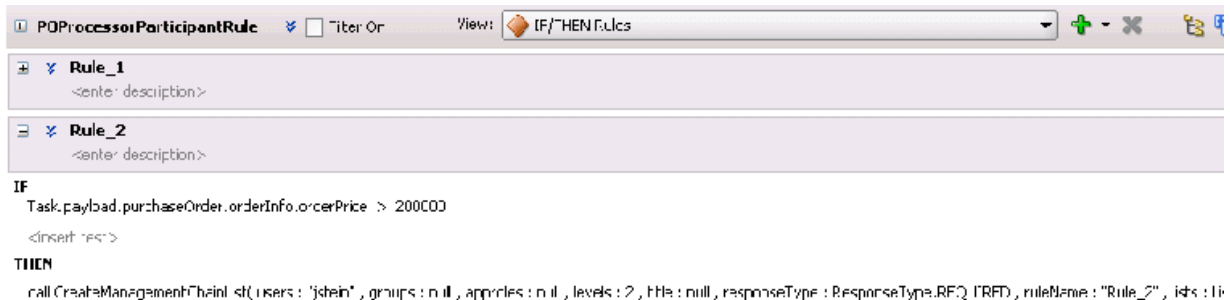 POProcessorParticipantRule Filter On View: IF/THEN Rules
Rule_1
<enter description>
Rule_2
<enter description>
IF
Task.payload.purchaseOrder.orderInfo.orderPrice > 200000
<insert test>
THEN
call CreateManagementChainList( users : "jstein" , groups : null , approles : null , levels : 2 , title : null , responseType : ResponseType.REQUIRED , ruleName : "Rule_2" , lists : Li